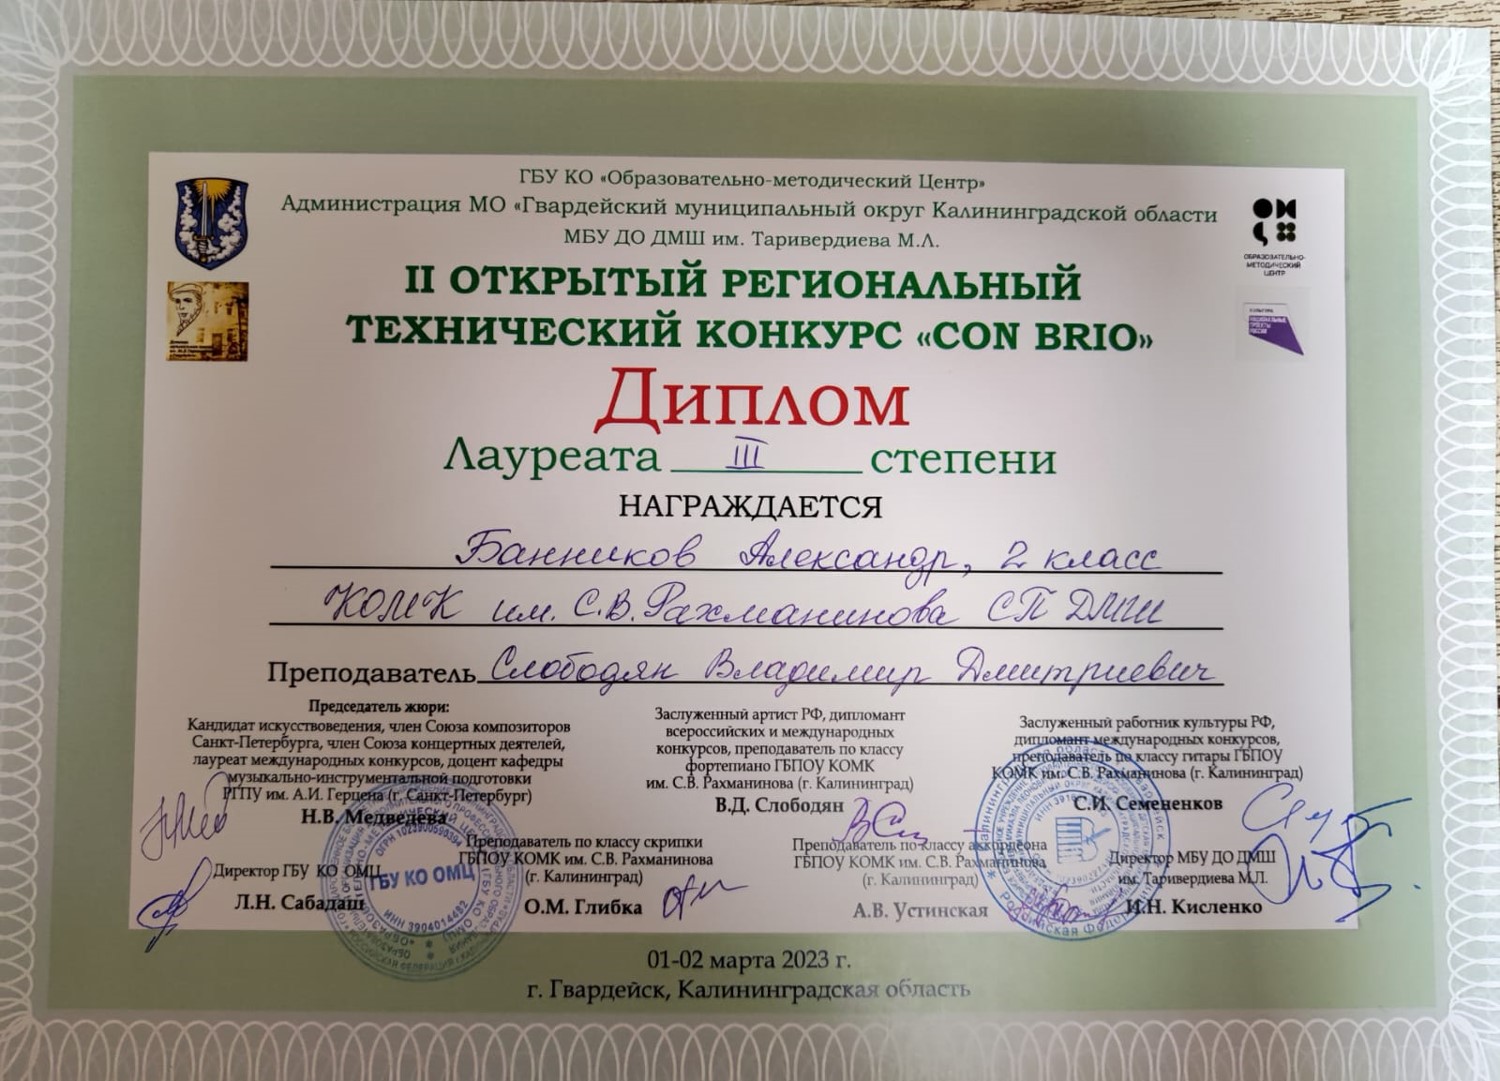 ГБУ КО «Образовательно-методический Центр»
Администрация МО «Гвардейский муниципальный округ Калининградской области
МБУ ДО ДМШ им. Таривердиева М.Л.
ОБРАЗОВАТЕЛЬНО-
МЕТОДИЧЕСКИЙ
ЦЕНТР
II ОТКРЫТЫЙ РЕГИОНАЛЬНЫЙ
ТЕХНИЧЕСКИЙ КОНКУРС «CON BRIO»
Диплом
Лауреата III степени
НАГРАЖДАЕТСЯ
Банников Александр, 2 класс
КОМК им. С.В. Рахманинова СП ДМШ
Преподаватель Слободян Владимир Дмитриевич
Председатель жюри:
Кандидат искусствоведения, член Союза композиторов
Санкт-Петербурга, член Союза концертных деятелей,
лауреат международных конкурсов, доцент кафедры
музыкально-инструментальной подготовки
РГПУ им. А.И. Герцена (г. Санкт-Петербург)
Н.В. Медведева
Заслуженный артист РФ, дипломант
всероссийских и международных
конкурсов, преподаватель по классу
фортепиано ГБПОУ КОМК
им. С.В. Рахманинова (г. Калининград)
В.Д. Слободян
Заслуженный работник культуры РФ,
дипломант международных конкурсов,
преподаватель по классу гитары ГБПОУ
КОМК им. С.В. Рахманинова (г. Калининград)
С.И. Семененков
Директор ГБУ КО ОМЦ
Л.Н. Сабадаш
Преподаватель по классу скрипки
ГБПОУ КОМК им. С.В. Рахманинова
(г. Калининград)
О.М. Глибка
Преподаватель по классу аккордеона
ГБПОУ КОМК им. С.В. Рахманинова
(г. Калининград)
А.В. Устинская
Директор МБУ ДО ДМШ
им. Таривердиева М.Л.
И.Н. Кисленко
ГБУ КО ОМЦ
ИНН 3904014482
01-02 марта 2023 г.
г. Гвардейск, Калининградская область